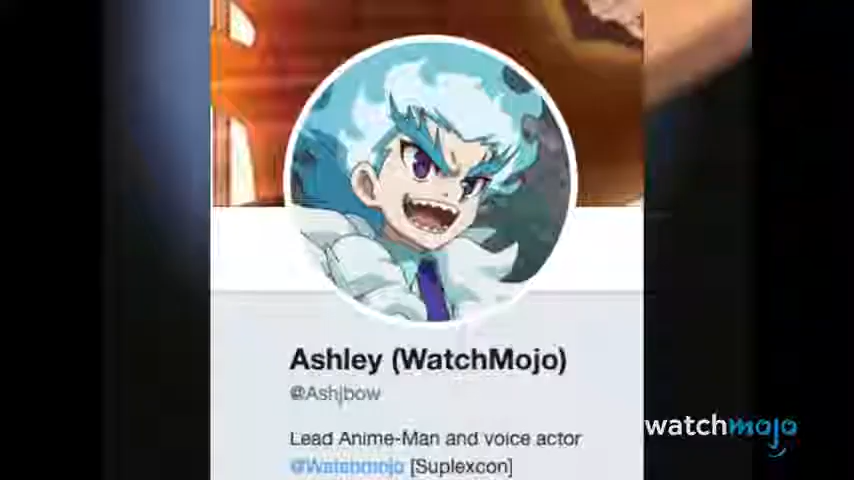 Ashley (WatchMojo)
@Ashjbow
Lead Anime-Man and voice actor
@Watchmojo [Suplexcon]
watchmojo